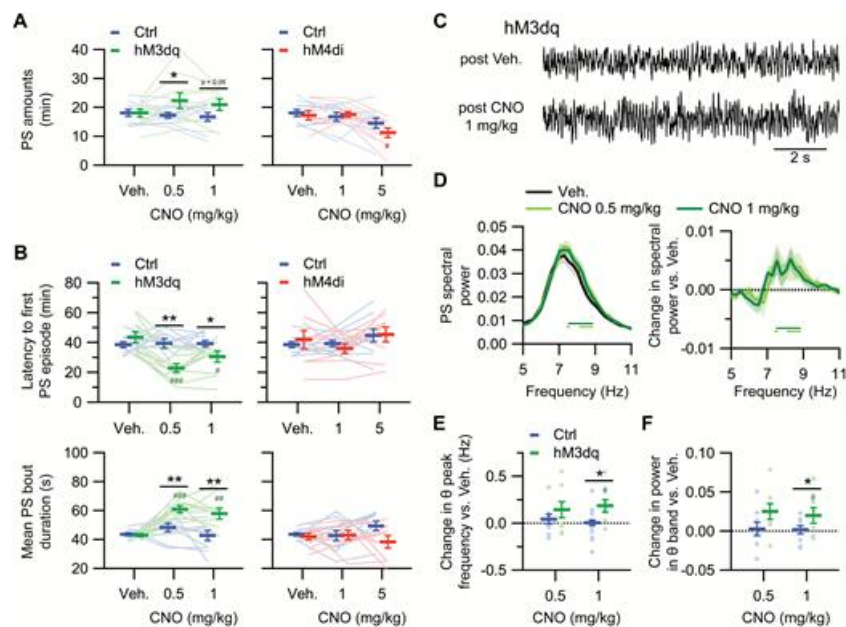 A
Ctrl
hM3dq
Ctrl
hM4di
PS amounts
(min)
40
30
20
10
0
*
p < 0.06
#
Veh. 0.5 1
Veh. 1 5
CNO (mg/kg)
CNO (mg/kg)
B
Ctrl
hM3dq
Ctrl
hM4di
Latency to first
PS episode (min)
80
60
40
20
0
**
*
###
#
Veh. 0.5 1
Veh. 1 5
Mean PS bout
duration (s)
100
80
60
40
20
**
**
###
##
Veh. 0.5 1
Veh. 1 5
CNO (mg/kg)
CNO (mg/kg)
C
hM3dq
post Veh.
post CNO
1 mg/kg
2 s
D
Veh.
CNO 0.5 mg/kg
CNO 1 mg/kg
PS spectral
power
0.05
0.04
0.03
0.02
0.01
0.00
5 7 9 11
Frequency (Hz)
Change in spectral
power vs. Veh.
0.01
0.00
-0.01
5 7 9 11
Frequency (Hz)
E
Ctrl
hM3dq
Change in θ peak
frequency vs. Veh. (Hz)
0.5
0.0
-0.5
*
0.5 1
CNO (mg/kg)
F
Change in power
in θ band vs. Veh.
0.10
0.05
0.00
-0.05
*
0.5 1
CNO (mg/kg)